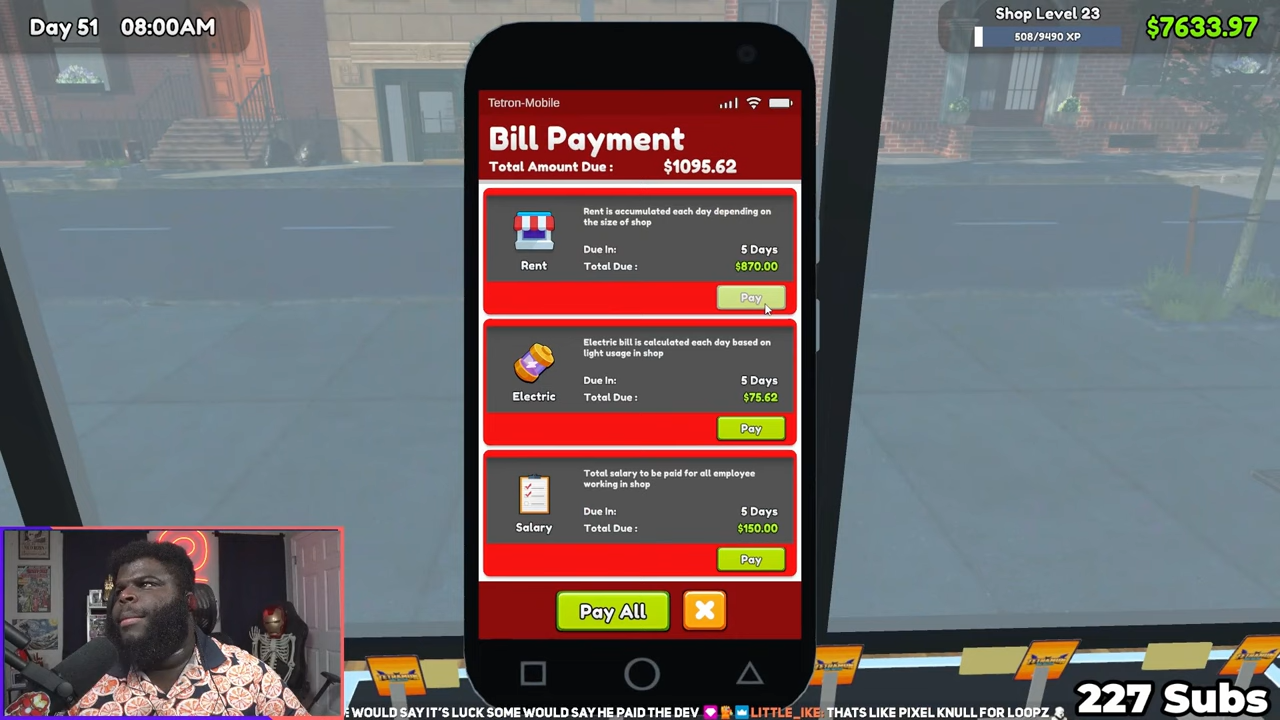 Day 51 08:00AM
Shop Level 23
508/9490 XP
$7633.97
Tetron-Mobile
Bill Payment
Total Amount Due : $1095.62
Rent is accumulated each day depending on
the size of shop
Due In: 5 Days
Rent
Total Due : $870.00
Pay
Electric bill is calculated each day based on
light usage in shop
Due In: 5 Days
Electric
Total Due : $75.62
Pay
Total salary to be paid for all employee
working in shop
Due In: 5 Days
Salary
Total Due : $150.00
Pay
Pay All
227 Subs
E WOULD SAY IT'S LUCK SOME WOULD SAY HE PAID THE DEV LITTLE_IKE: THATS LIKE PIXEL KNULL FOR LOOPZ